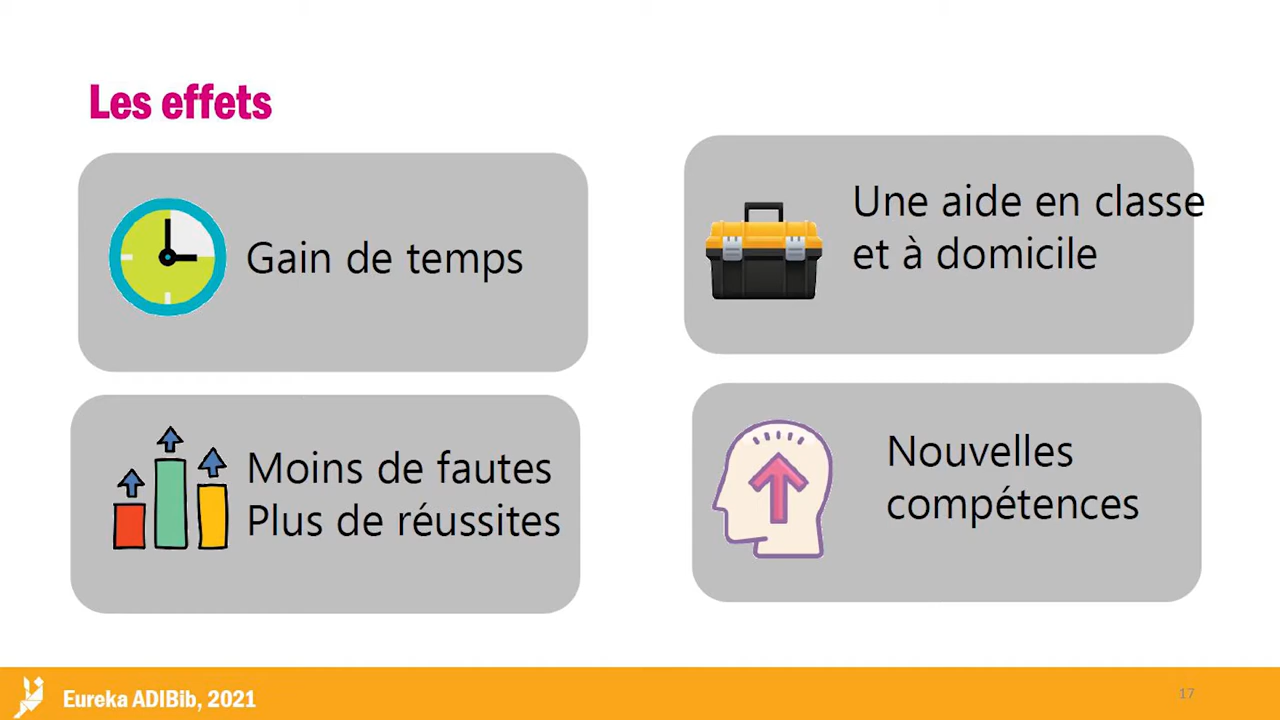 Les effets
Gain de temps
Une aide en classe
et à domicile
Moins de fautes
Plus de réussites
Nouvelles
compétences
Eureka ADIBib, 2021
17